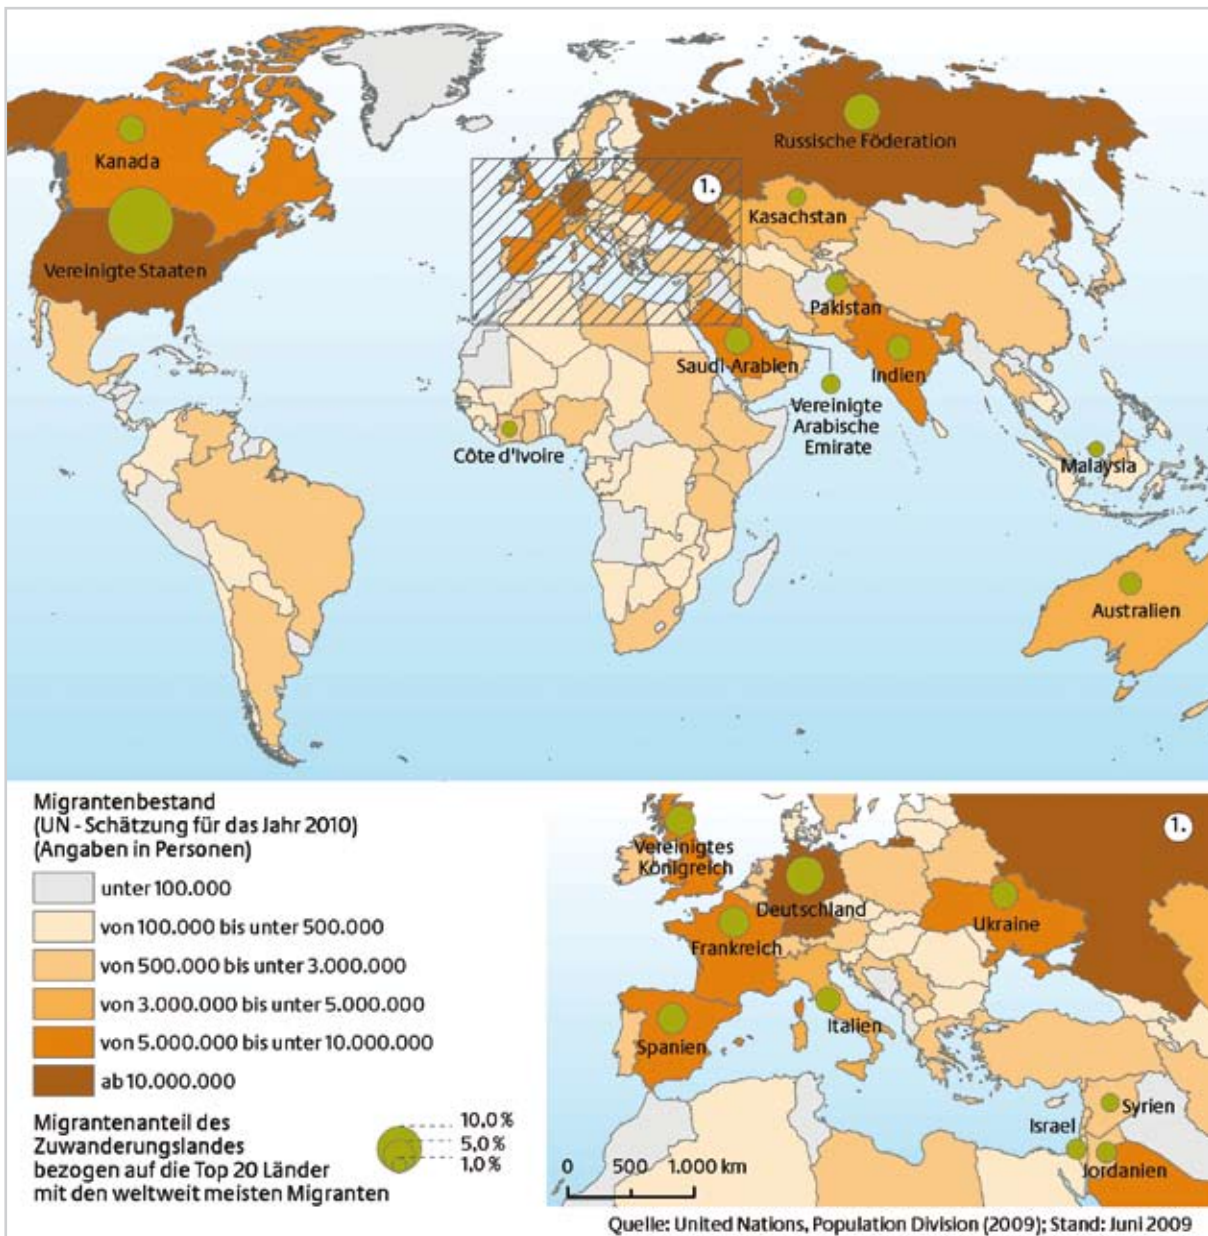 Kanada
Vereinigte Staaten
Russische Föderation
1.
Kasachstan
Pakistan
Saudi-Arabien
Indien
Vereinigte
Arabische
Emirate
Côte d'Ivoire
Malaysia
Australien
Migrantenbestand
(UN - Schätzung für das Jahr 2010)
(Angaben in Personen)
unter 100.000
von 100.000 bis unter 500.000
von 500.000 bis unter 3.000.000
von 3.000.000 bis unter 5.000.000
von 5.000.000 bis unter 10.000.000
ab 10.000.000
Migrantenanteil des
Zuwanderungslandes
bezogen auf die Top 20 Länder
mit den weltweit meisten Migranten
10.0 %
5.0 %
1.0 %
1.
Vereinigtes
Königreich
Deutschland
Frankreich
Ukraine
Italien
Spanien
Syrien
Israel
Jordanien
0 500 1.000 km
Quelle: United Nations, Population Division (2009); Stand: Juni 2009